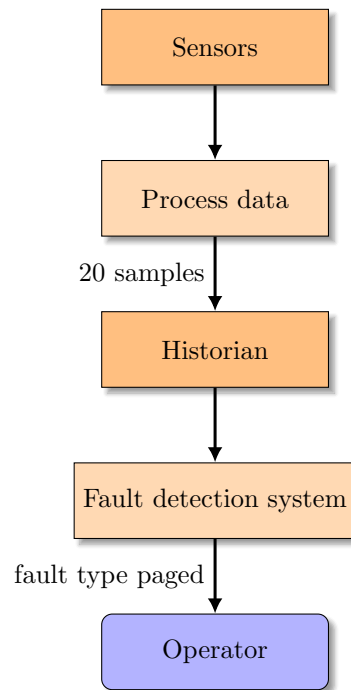 Sensors
Process data
20 samples
Historian
Fault detection system
fault type paged
Operator